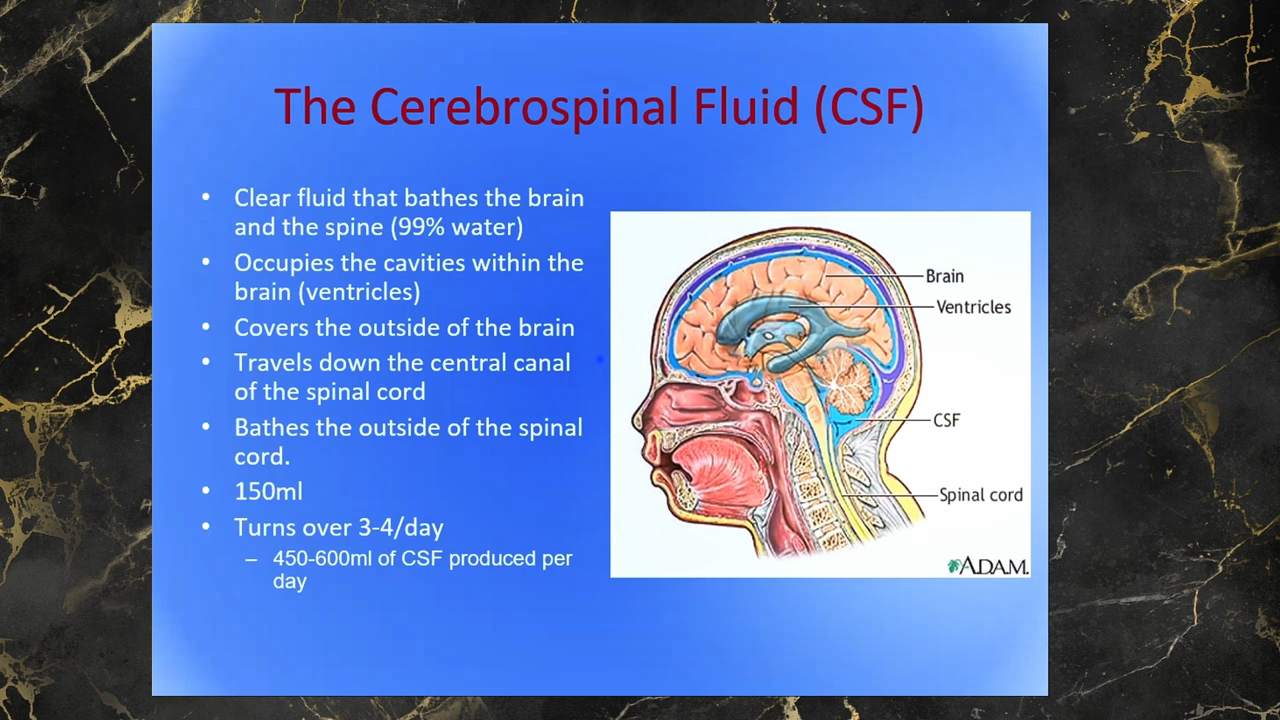 The Cerebrospinal Fluid (CSF)
• Clear fluid that bathes the brain
and the spine (99% water)
• Occupies the cavities within the
brain (ventricles)
• Covers the outside of the brain
• Travels down the central canal
of the spinal cord
• Bathes the outside of the spinal
cord.
• 150ml
• Turns over 3-4/day
– 450-600ml of CSF produced per
day
Brain
Ventricles
CSF
Spinal cord
ADAM.